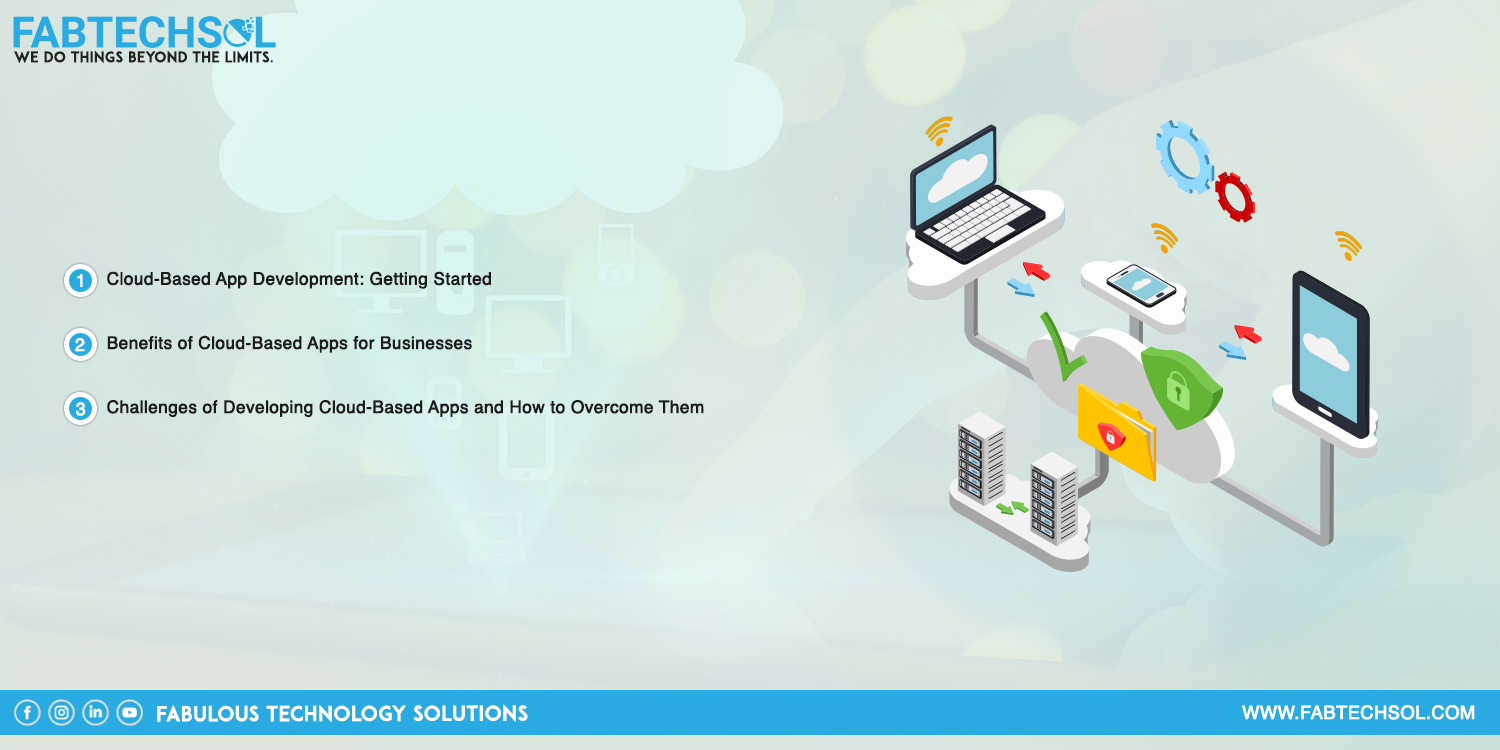 FABTECHSOL
WE DO THINGS BEYOND THE LIMITS.
1 Cloud-Based App Development: Getting Started
2 Benefits of Cloud-Based Apps for Businesses
3 Challenges of Developing Cloud-Based Apps and How to Overcome Them
FABULOUS TECHNOLOGY SOLUTIONS
WWW.FABTECHSOL.COM